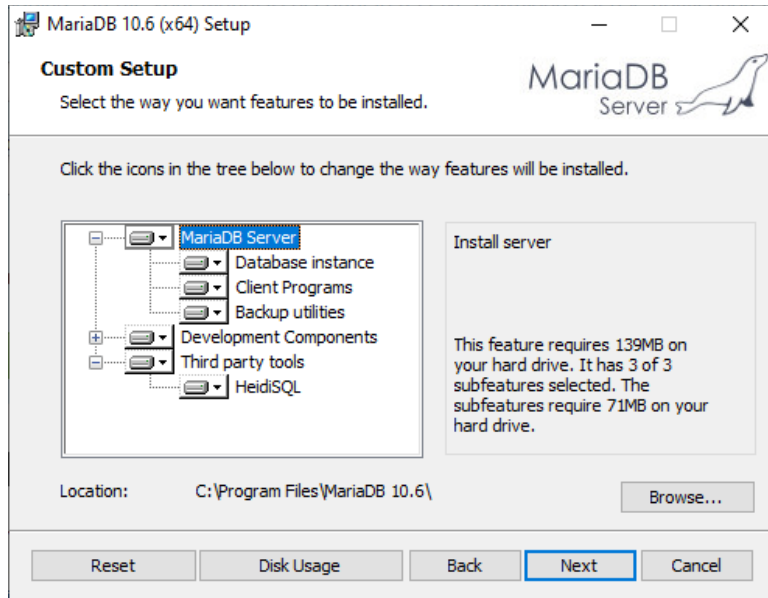 MariaDB 10.6 (x64) Setup
Custom Setup
Select the way you want features to be installed.
MariaDB
Server
Click the icons in the tree below to change the way features will be installed.
MariaDB Server
Database instance
Client Programs
Backup utilities
Development Components
Third party tools
HeidiSQL
Install server
This feature requires 139MB on
your hard drive. It has 3 of 3
subfeatures selected. The
subfeatures require 71MB on your
hard drive.
Location: C:\Program Files\MariaDB 10.6\
Browse...
Reset Disk Usage Back Next Cancel